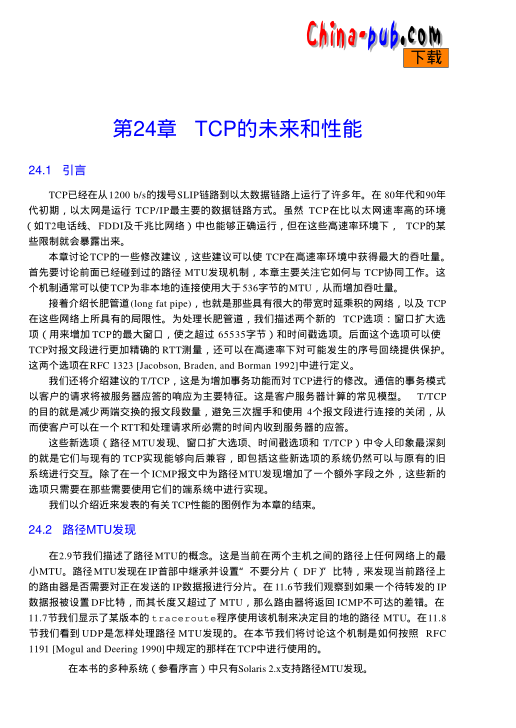 China-pub.com
下载
第24章 TCP的未来和性能
24.1 引言
TCP已经在从1200 b/s的拨号SLIP链路到以太数据链路上运行了许多年。在80年代和90年
代初期，以太网是运行TCP/IP最主要的数据链路方式。虽然TCP在比以太网速率高的环境
（如T2电话线、FDDI及千兆比网络）中也能够正确运行，但在这些高速率环境下，TCP的某
些限制就会暴露出来。
本章讨论TCP的一些修改建议，这些建议可以使TCP在高速率环境中获得最大的吞吐量。
首先要讨论前面已经碰到过的路径MTU发现机制，本章主要关注它如何与TCP协同工作。这
个机制通常可以使TCP为非本地的连接使用大于536字节的MTU，从而增加吞吐量。
接着介绍长肥管道(long fat pipe)，也就是那些具有很大的带宽时延乘积的网络，以及TCP
在这些网络上所具有的局限性。为处理长肥管道，我们描述两个新的TCP选项：窗口扩大选
项（用来增加TCP的最大窗口，使之超过65535字节）和时间戳选项。后面这个选项可以使
TCP对报文段进行更加精确的RTT测量，还可以在高速率下对可能发生的序号回绕提供保护。
这两个选项在RFC 1323 [Jacobson, Braden, and Borman 1992]中进行定义。
我们还将介绍建议的T/TCP，这是为增加事务功能而对TCP进行的修改。通信的事务模式
以客户的请求将被服务器应答的响应为主要特征。这是客户服务器计算的常见模型。T/TCP
的目的就是减少两端交换的报文段数量，避免三次握手和使用4个报文段进行连接的关闭，从
而使客户可以在一个RTT和处理请求所必需的时间内收到服务器的应答。
这些新选项（路径MTU发现、窗口扩大选项、时间戳选项和T/TCP）中令人印象最深刻
的就是它们与现有的TCP实现能够向后兼容，即包括这些新选项的系统仍然可以与原有的旧
系统进行交互。除了在一个ICMP报文中为路径MTU发现增加了一个额外字段之外，这些新的
选项只需要在那些需要使用它们的端系统中进行实现。
我们以介绍近来发表的有关TCP性能的图例作为本章的结束。
24.2 路径MTU发现
在2.9节我们描述了路径MTU的概念。这是当前在两个主机之间的路径上任何网络上的最
小MTU。路径MTU发现在IP首部中继承并设置“不要分片（DF）”比特，来发现当前路径上
的路由器是否需要对正在发送的IP数据报进行分片。在11.6节我们观察到如果一个待转发的IP
数据报被设置DF比特，而其长度又超过了MTU，那么路由器将返回ICMP不可达的差错。在
11.7节我们显示了某版本的traceroute程序使用该机制来决定目的地的路径MTU。在11.8
节我们看到UDP是怎样处理路径MTU发现的。在本节我们将讨论这个机制是如何按照RFC
1191 [Mogul and Deering 1990]中规定的那样在TCP中进行使用的。
在本书的多种系统（参看序言）中只有Solaris 2.x支持路径MTU发现。